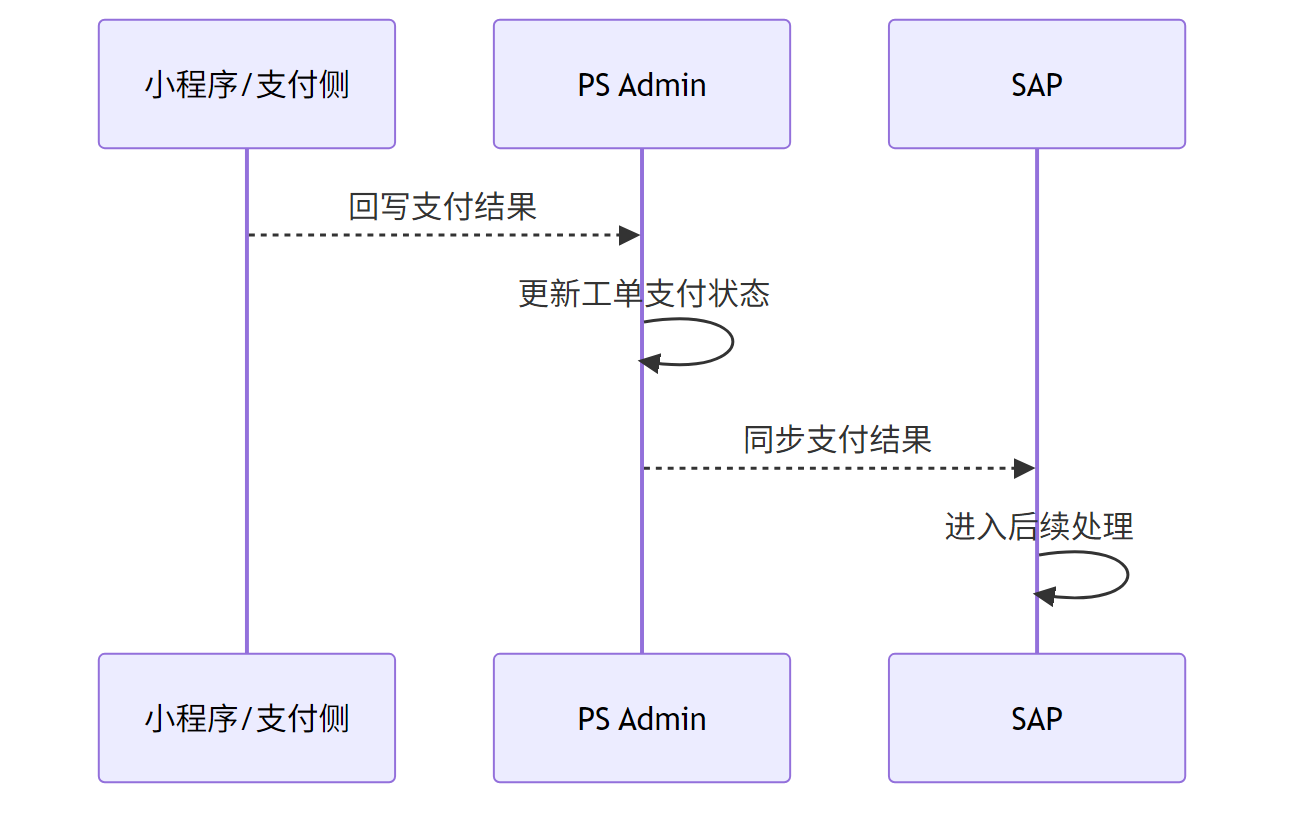 小程序/支付侧
PS Admin
SAP
回写支付结果
更新工单支付状态
同步支付结果
进入后续处理
小程序/支付侧
PS Admin
SAP